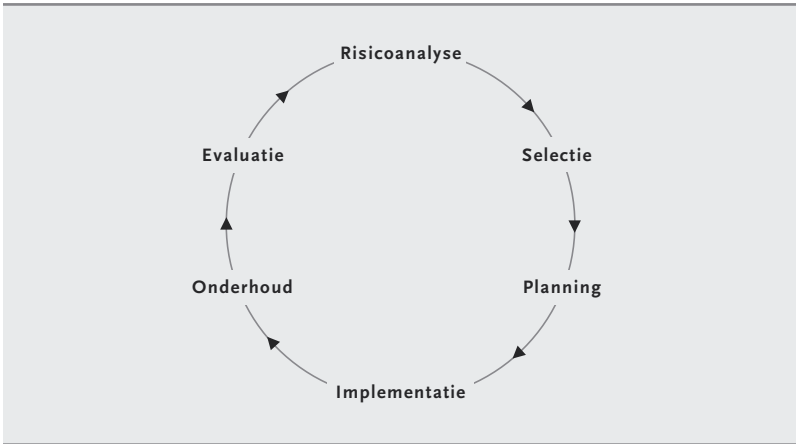 Risicoanalyse
Evaluatie
Selectie
Onderhoud
Planning
Implementatie